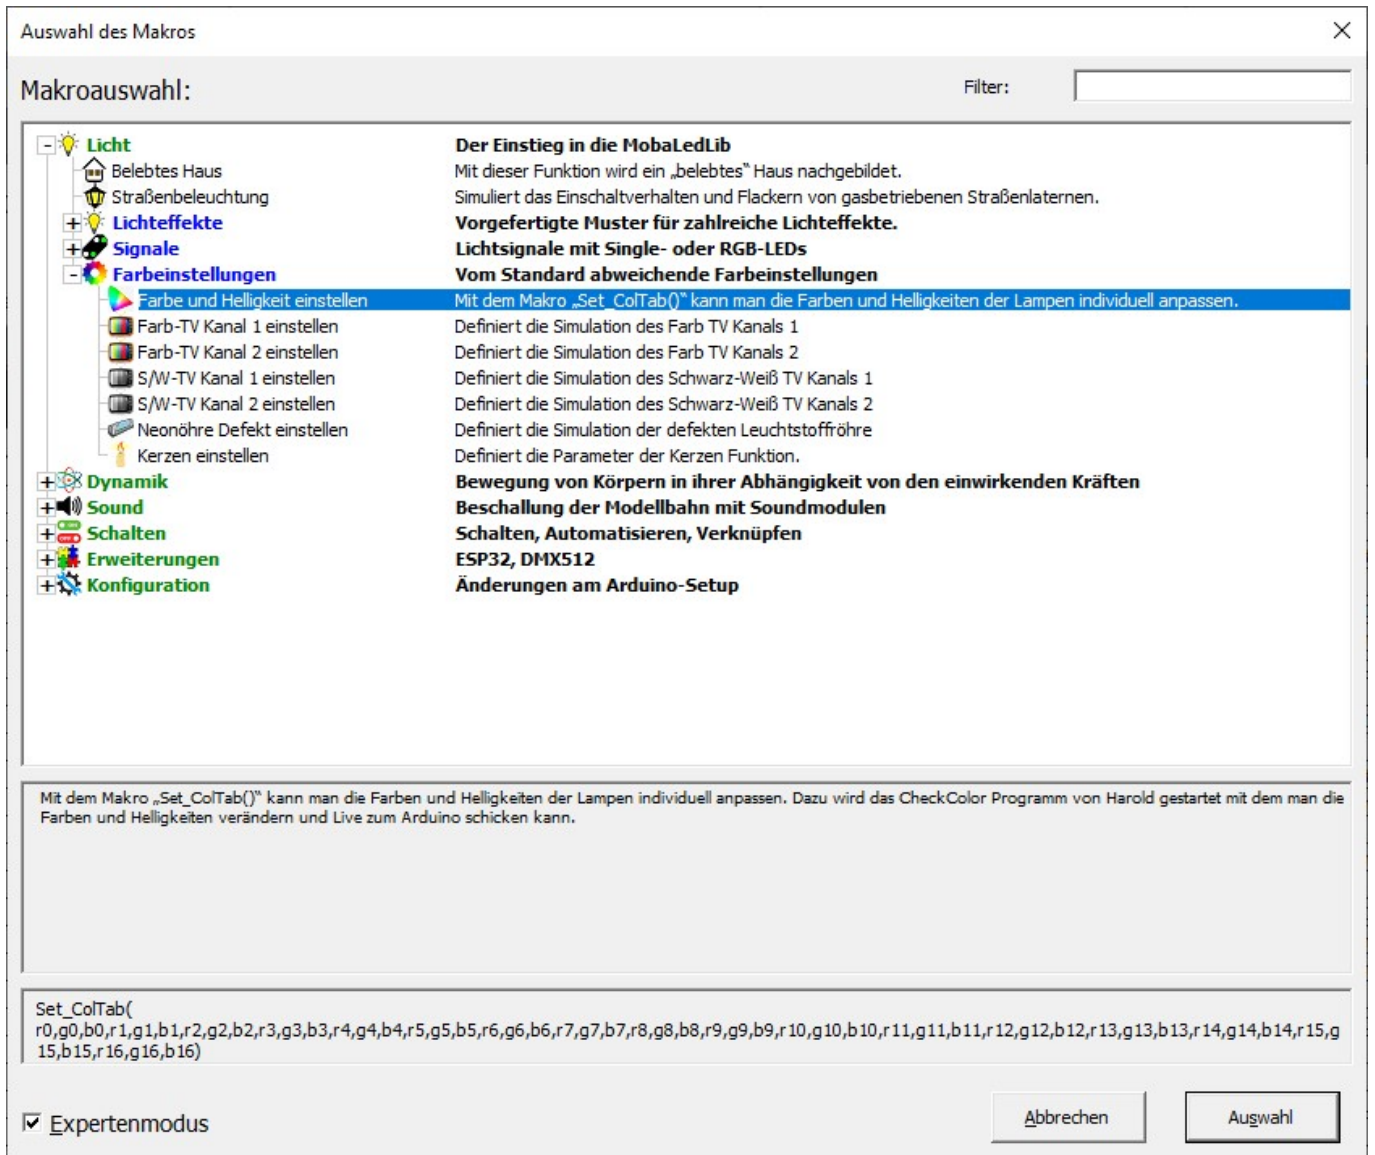 Auswahl des Makros
Makroauswahl:
Filter:
Licht Der Einstieg in die MobaLedLib
Belebtes Haus Mit dieser Funktion wird ein „belebtes“ Haus nachgebildet.
Straßenbeleuchtung Simuliert das Einschaltverhalten und Flackern von gasbetriebenen Straßenlaternen.
Lichteffekte Vorgefertigte Muster für zahlreiche Lichteffekte.
Signale Lichtsignale mit Single- oder RGB-LEDs
Farbeinstellungen Vom Standard abweichende Farbeinstellungen
Farbe und Helligkeit einstellen Mit dem Makro „Set_ColTab()“ kann man die Farben und Helligkeiten der Lampen individuell anpassen.
Farb-TV Kanal 1 einstellen Definiert die Simulation des Farb TV Kanals 1
Farb-TV Kanal 2 einstellen Definiert die Simulation des Farb TV Kanals 2
S/W-TV Kanal 1 einstellen Definiert die Simulation des Schwarz-Weiß TV Kanals 1
S/W-TV Kanal 2 einstellen Definiert die Simulation des Schwarz-Weiß TV Kanals 2
Neonöhre Defekt einstellen Definiert die Simulation der defekten Leuchtstoffröhre
Kerzen einstellen Definiert die Parameter der Kerzen Funktion.
Dynamik Bewegung von Körpern in ihrer Abhängigkeit von den einwirkenden Kräften
Sound Beschallung der Modellbahn mit Soundmodulen
Schalten Schalten, Automatisieren, Verknüpfen
Erweiterungen ESP32, DMX512
Konfiguration Änderungen am Arduino-Setup
Mit dem Makro „Set_ColTab()“ kann man die Farben und Helligkeiten der Lampen individuell anpassen. Dazu wird das CheckColor Programm von Harold gestartet mit dem man die
Farben und Helligkeiten verändern und Live zum Arduino schicken kann.
Set_ColTab(
r0,g0,b0,r1,g1,b1,r2,g2,b2,r3,g3,b3,r4,g4,b4,r5,g5,b5,r6,g6,b6,r7,g7,b7,r8,g8,b8,r9,g9,b9,r10,g10,b10,r11,g11,b11,r12,g12,b12,r13,g13,b13,r14,g14,b14,r15,g
15,b15,r16,g16,b16)
Expertenmodus
Abbrechen
Auswahl